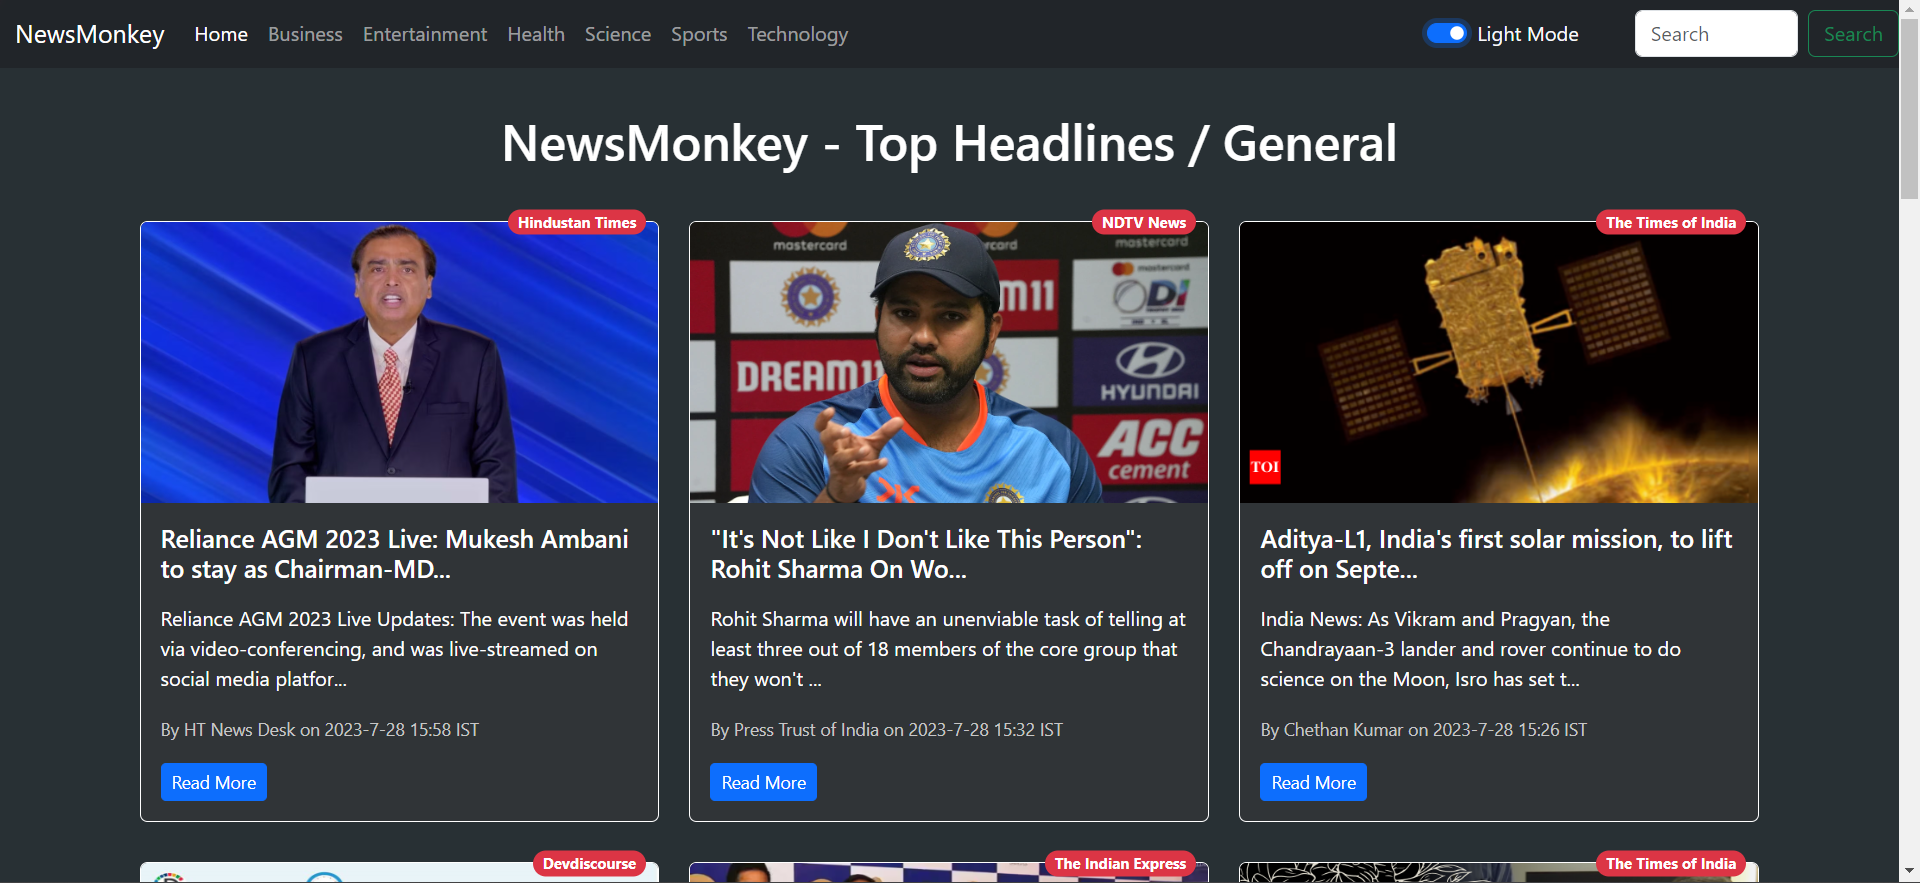 NewsMonkey Home Business Entertainment Health Science Sports Technology Light Mode Search Search
NewsMonkey - Top Headlines / General
Hindustan Times
Reliance AGM 2023 Live: Mukesh Ambani
to stay as Chairman-MD...
Reliance AGM 2023 Live Updates: The event was held
via video-conferencing, and was live-streamed on
social media platfor...
By HT News Desk on 2023-7-28 15:58 IST
Read More
NDTV News
mastercard
mastercard
mastercard
DREAM11
HYUNDAI
ACC
cement
"It's Not Like I Don't Like This Person":
Rohit Sharma On Wo...
Rohit Sharma will have an unenviable task of telling at
least three out of 18 members of the core group that
they won't ...
By Press Trust of India on 2023-7-28 15:32 IST
Read More
The Times of India
TOI
Aditya-L1, India's first solar mission, to lift
off on Septe...
India News: As Vikram and Pragyan, the
Chandrayaan-3 lander and rover continue to do
science on the Moon, Isro has set t...
By Chethan Kumar on 2023-7-28 15:26 IST
Read More
Devdiscourse
The Indian Express
The Times of India